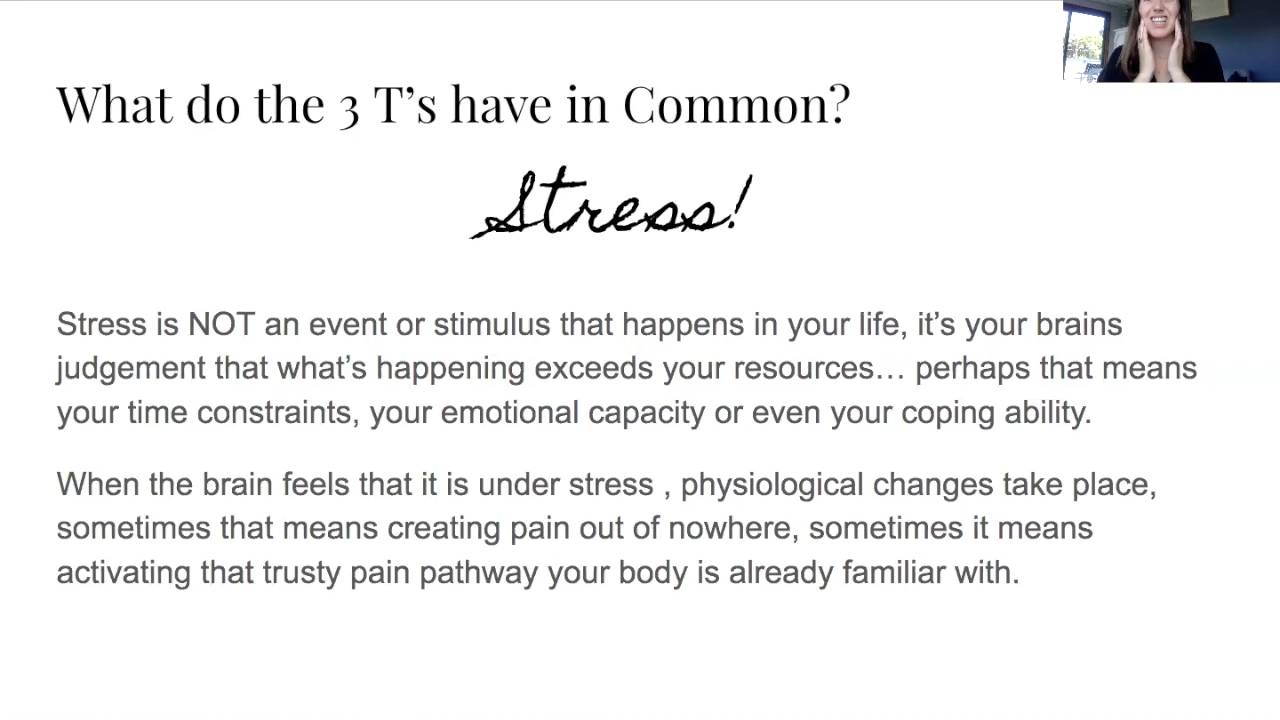 What do the 3 T’s have in Common?
Stress!
Stress is NOT an event or stimulus that happens in your life, it’s your brains
judgement that what’s happening exceeds your resources… perhaps that means
your time constraints, your emotional capacity or even your coping ability.
When the brain feels that it is under stress , physiological changes take place,
sometimes that means creating pain out of nowhere, sometimes it means
activating that trusty pain pathway your body is already familiar with.